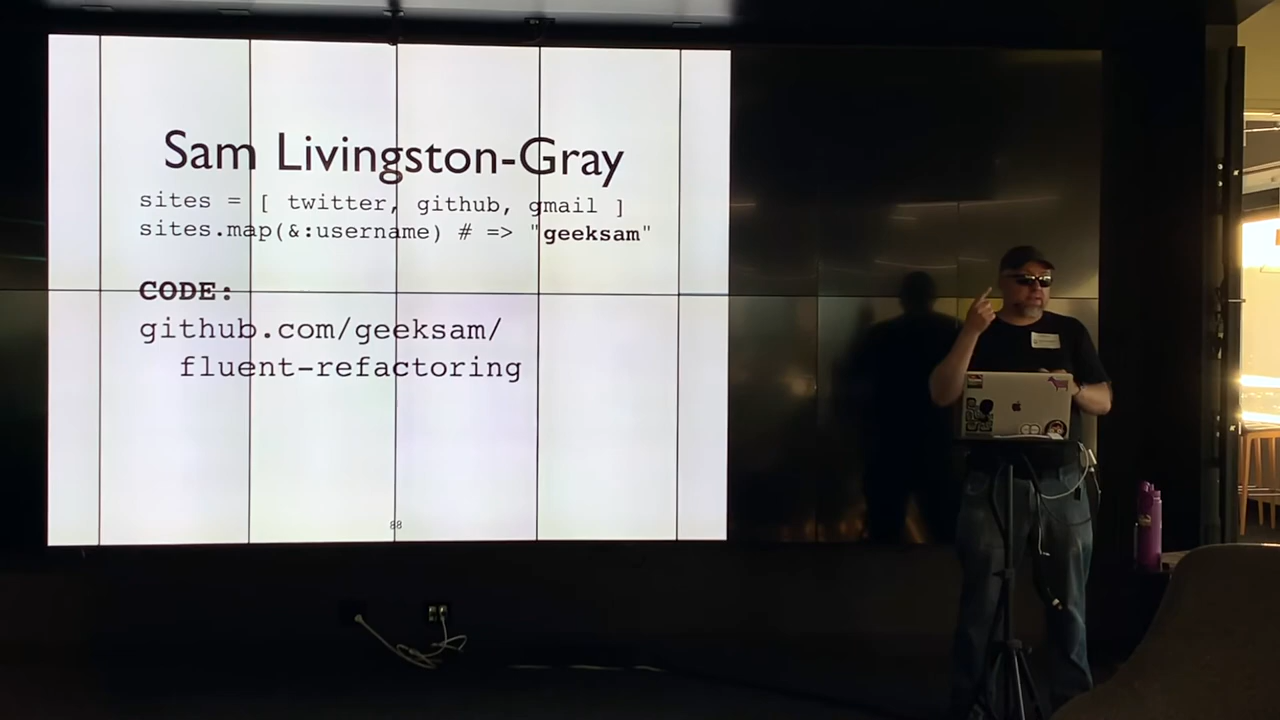 Sam Livingston-Gray
sites = [ twitter, github, gmail ]
sites.map(&:username) # => "geeksam"
CODE:
github.com/geeksam/
fluent-refactoring
88